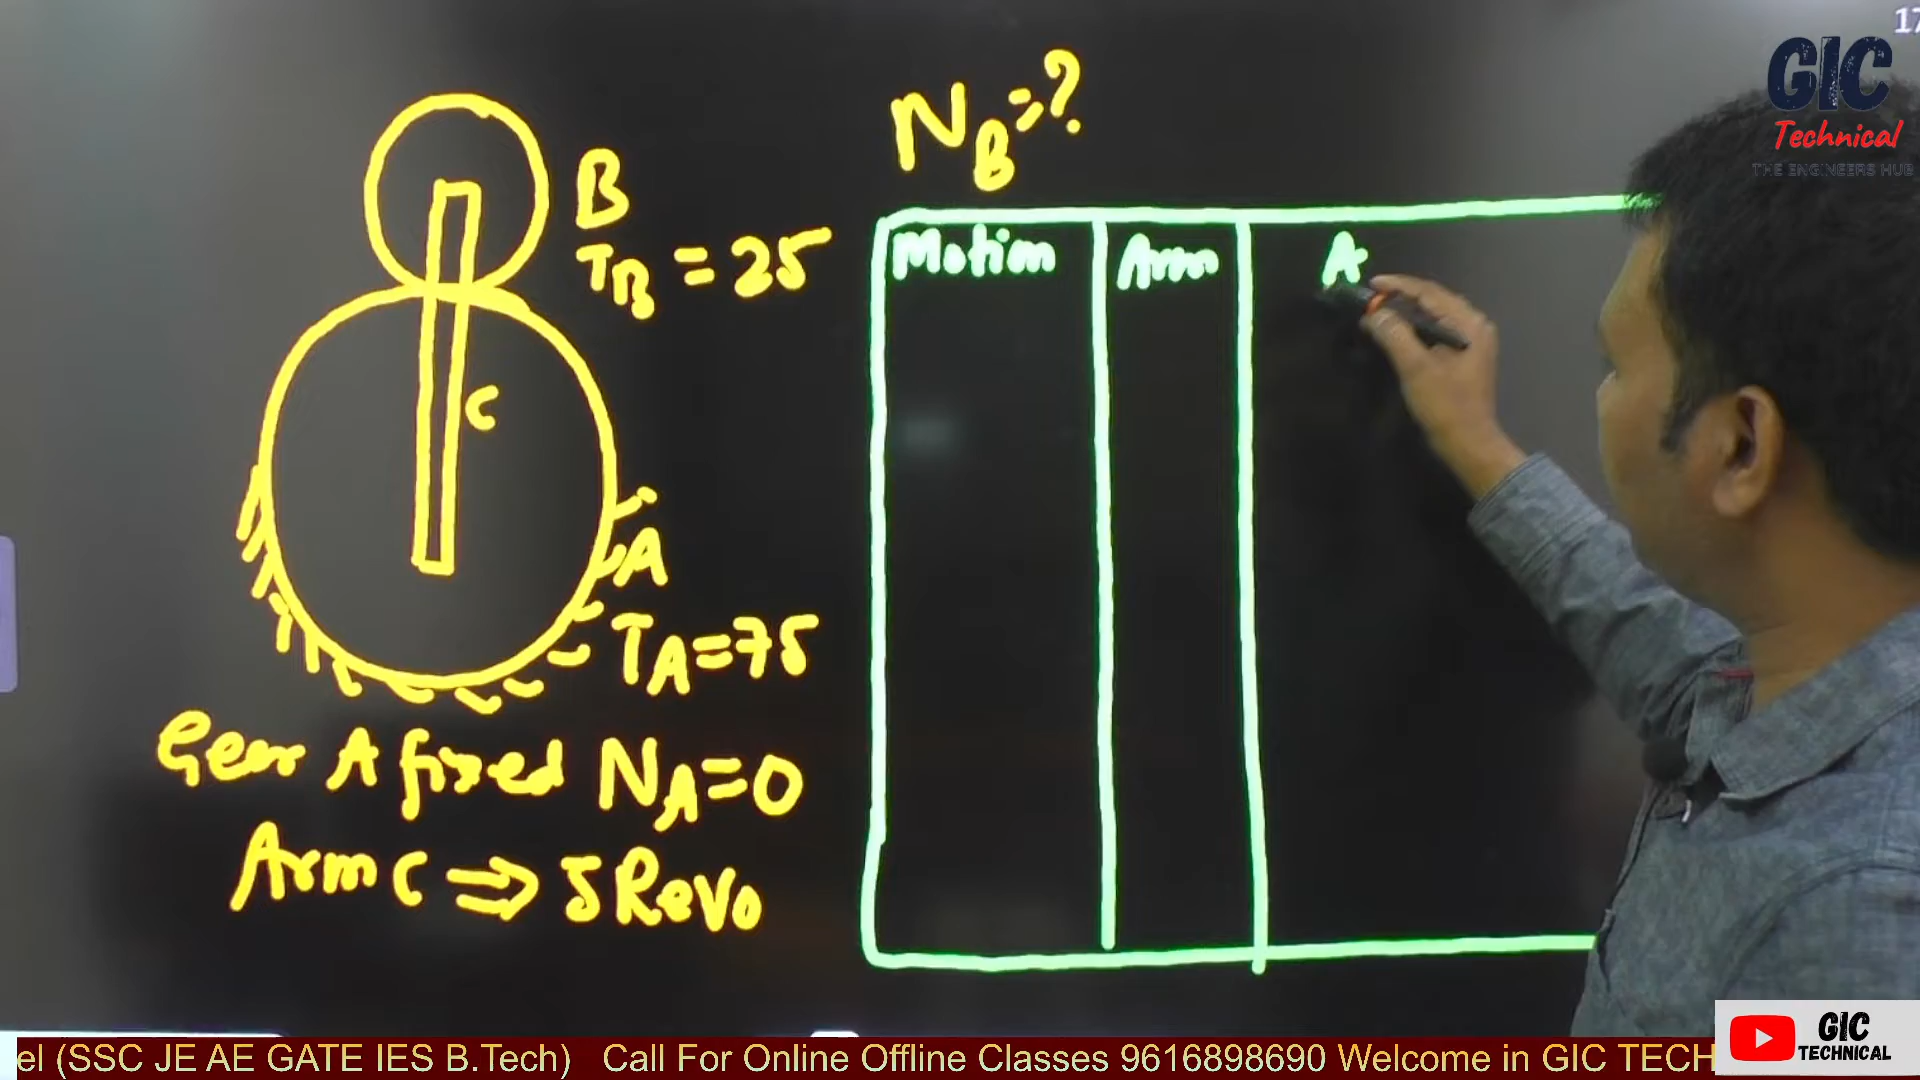 17
GIC
Technical
THE ENGINEERS HUB
N_B=?
B
T_B = 25
C
A
T_A=75
Gear A fixed N_A=0
Arm C ⇒ 5 Revo
Motion Arm A
el (SSC JE AE GATE IES B.Tech) Call For Online Offline Classes 9616898690 Welcome in GIC TECH
GIC
TECHNICAL